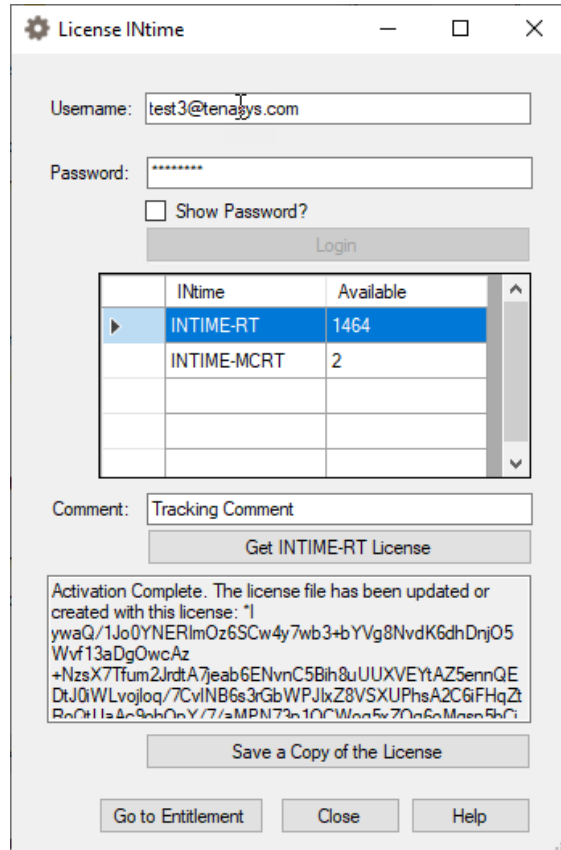 License INtime
Username: test3@tenasys.com
Password: ********
Show Password?
Login
INtime Available
INTIME-RT 1464
INTIME-MCRT 2
Comment: Tracking Comment
Get INTIME-RT License
Activation Complete. The license file has been updated or
created with this license: *I
ywaQ/1Jo0YNERlmOz6SCw4y7wb3+bYVg8NvdK6dhDnjO5
Wvf13aDgOwcAz
+NzsX7Tfum2JrdtA7jeab6ENvnC5Bih8uUUXVEYtAZ5ennQE
DtJ0iWLvojloq/7CvlNB6s3rGbWPJlxZ8VSXUPhsA2C6iFHqZt
Save a Copy of the License
Go to Entitlement Close Help